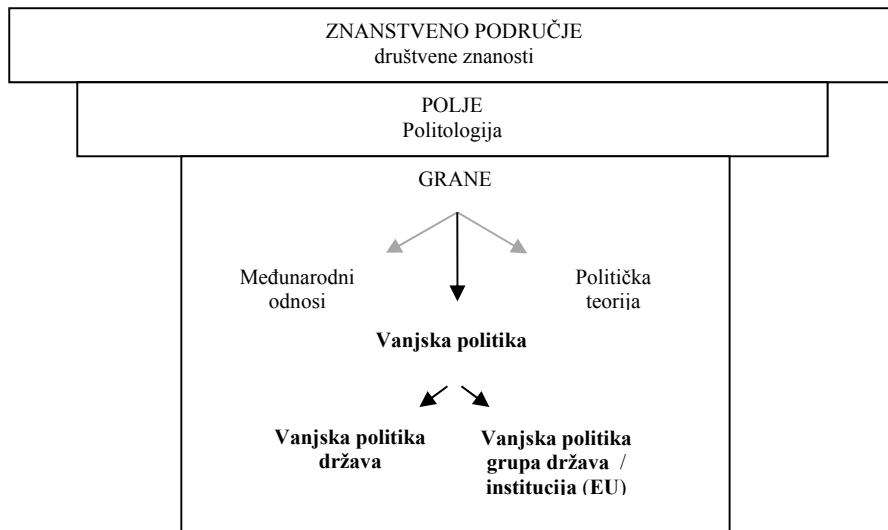 ZNANSTVENO PODRUČJE
društvene znanosti
POLJE
Politologija
GRANE
Međunarodni
odnosi
Politička
teorija
Vanjska politika
Vanjska politika
država
Vanjska politika
grupa država /
institucija (EU)